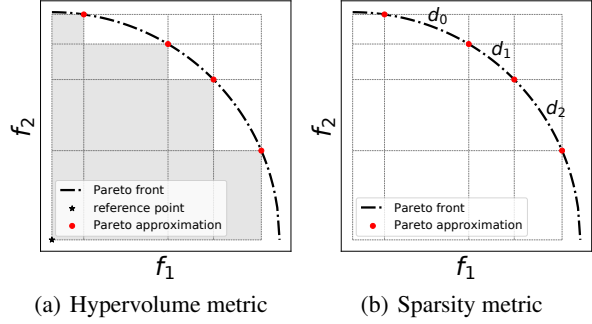 f2
Pareto front
reference point
Pareto approximation
f1
(a) Hypervolume metric
d0
d1
d2
f2
Pareto front
Pareto approximation
f1
(b) Sparsity metric